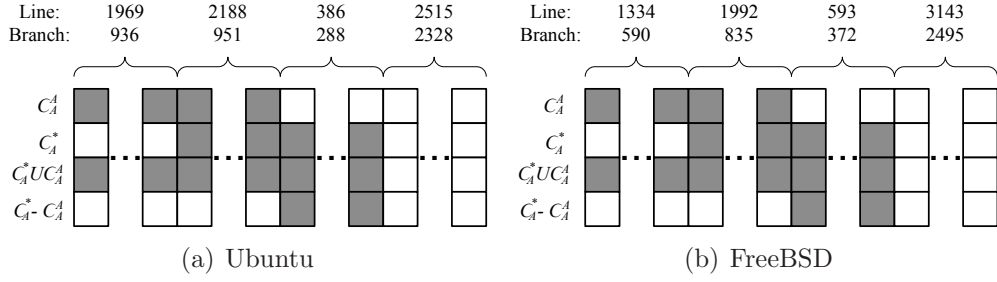 Line: 1969 2188 386 2515
Branch: 936 951 288 2328
C_A^A
C_A^*
C_A^* U C_A^A
C_A^* - C_A^A
(a) Ubuntu
Line: 1334 1992 593 3143
Branch: 590 835 372 2495
C_A^A
C_A^*
C_A^* U C_A^A
C_A^* - C_A^A
(b) FreeBSD